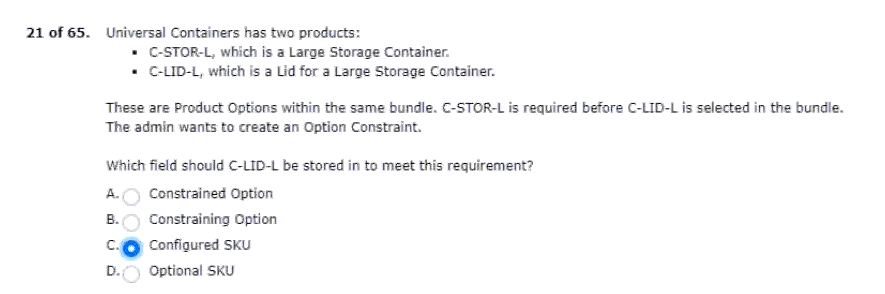 21 of 65. Universal Containers has two products:
• C-STOR-L, which is a Large Storage Container.
• C-LID-L, which is a Lid for a Large Storage Container.
These are Product Options within the same bundle. C-STOR-L is required before C-LID-L is selected in the bundle.
The admin wants to create an Option Constraint.
Which field should C-LID-L be stored in to meet this requirement?
A. Constrained Option
B. Constraining Option
C. Configured SKU
D. Optional SKU